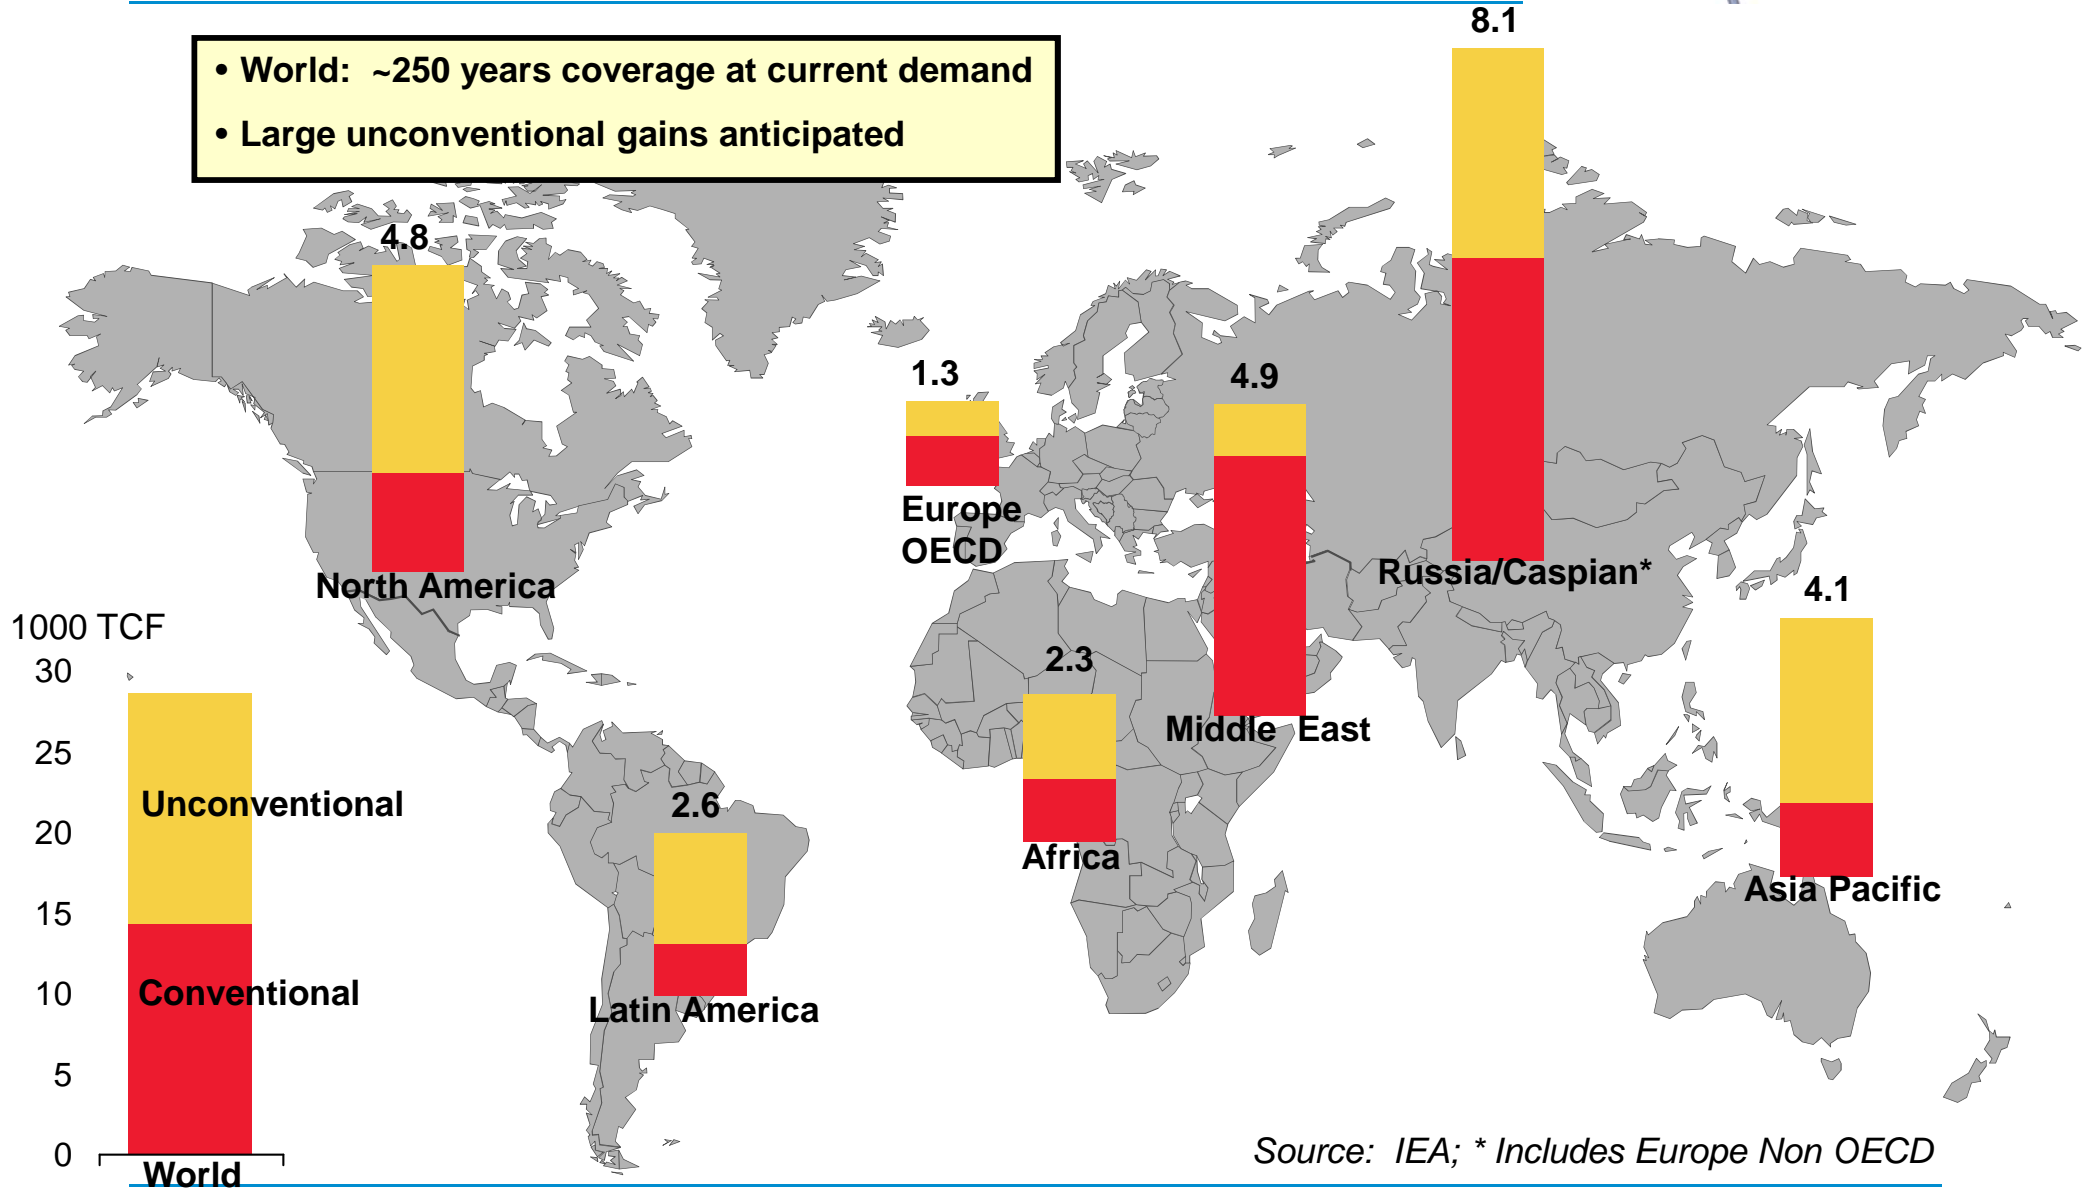 8.1
• World:  ~250 years coverage at current demand
• Large unconventional gains anticipated
4.8
1.3
4.9
Europe
OECD
North America
Russia/Caspian*
4.1
1000 TCF
2.3
30
Middle  East
25
Unconventional
2.6
20
Africa
Asia Pacific
15
Conventional
10
Latin America
5
0
World
Source:  IEA; * Includes Europe Non OECD